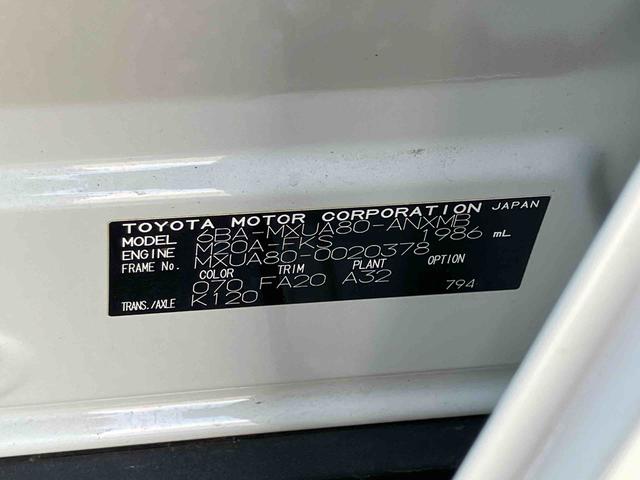 TOYOTA MOTOR CORPORATION JAPAN
MODEL 6BA-MXUA80-ANXMB
ENGINE M20A-FKS 1986 mL
FRAME No. MXUA80-0020378
COLOR TRIM PLANT OPTION
070 FA20 A32 794
TRANS./AXLE K120